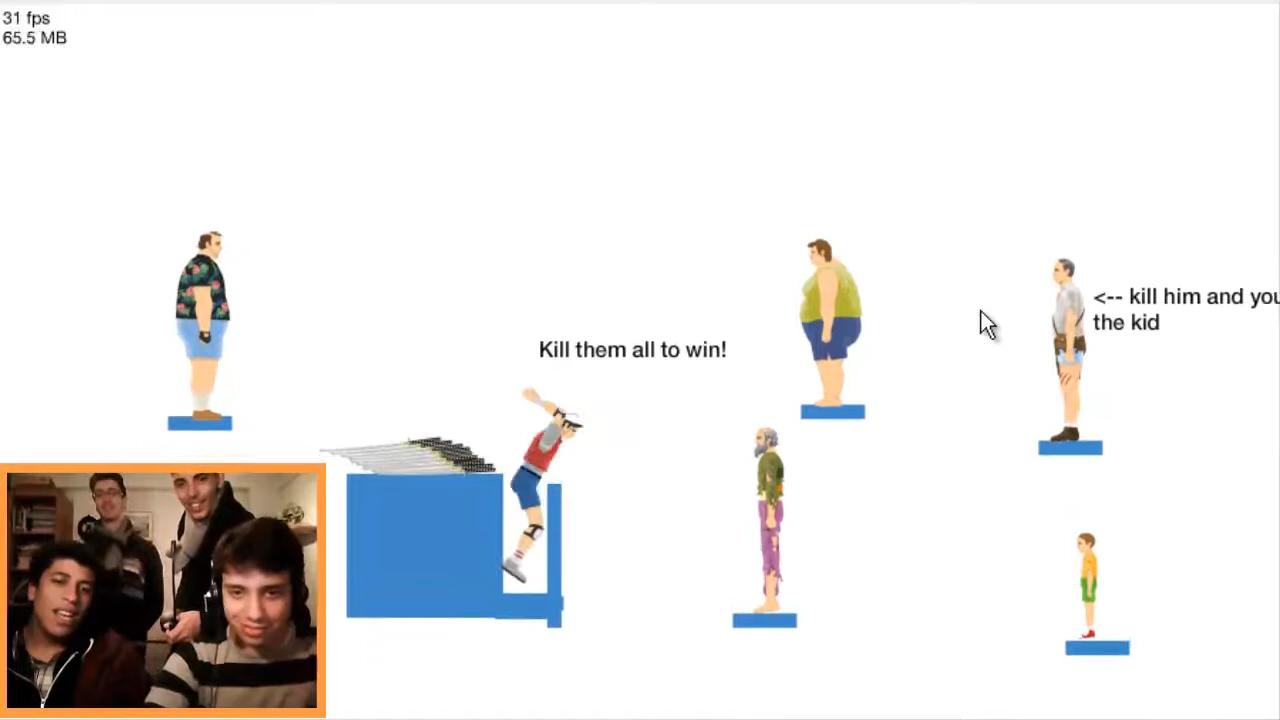 31 fps
65.5 MB
<-- kill him and you
the kid
Kill them all to win!